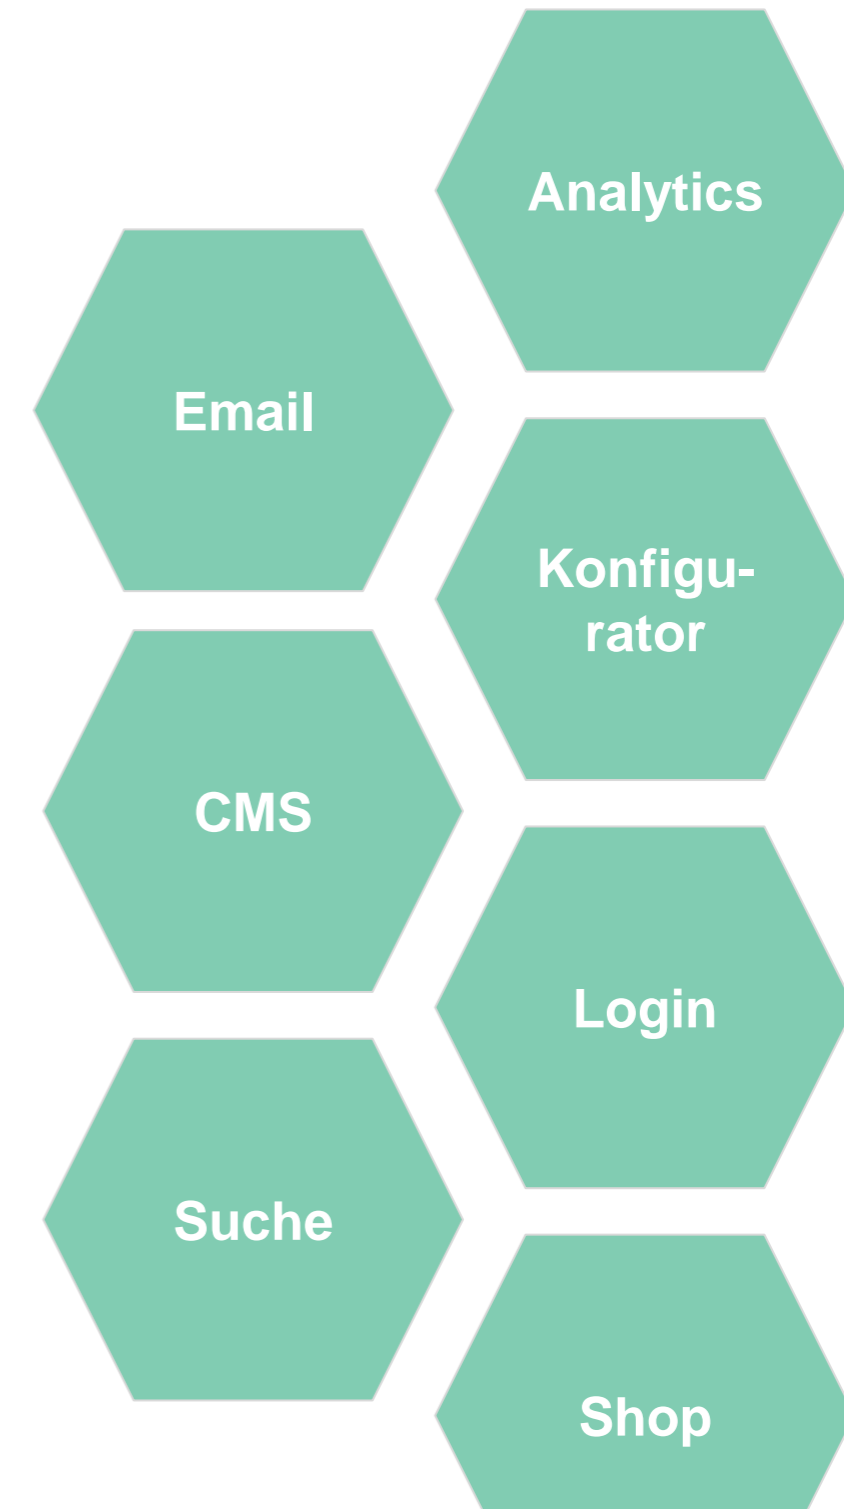 Analytics
Email
Konfigu-
rator
CMS
Login
Suche
Shop